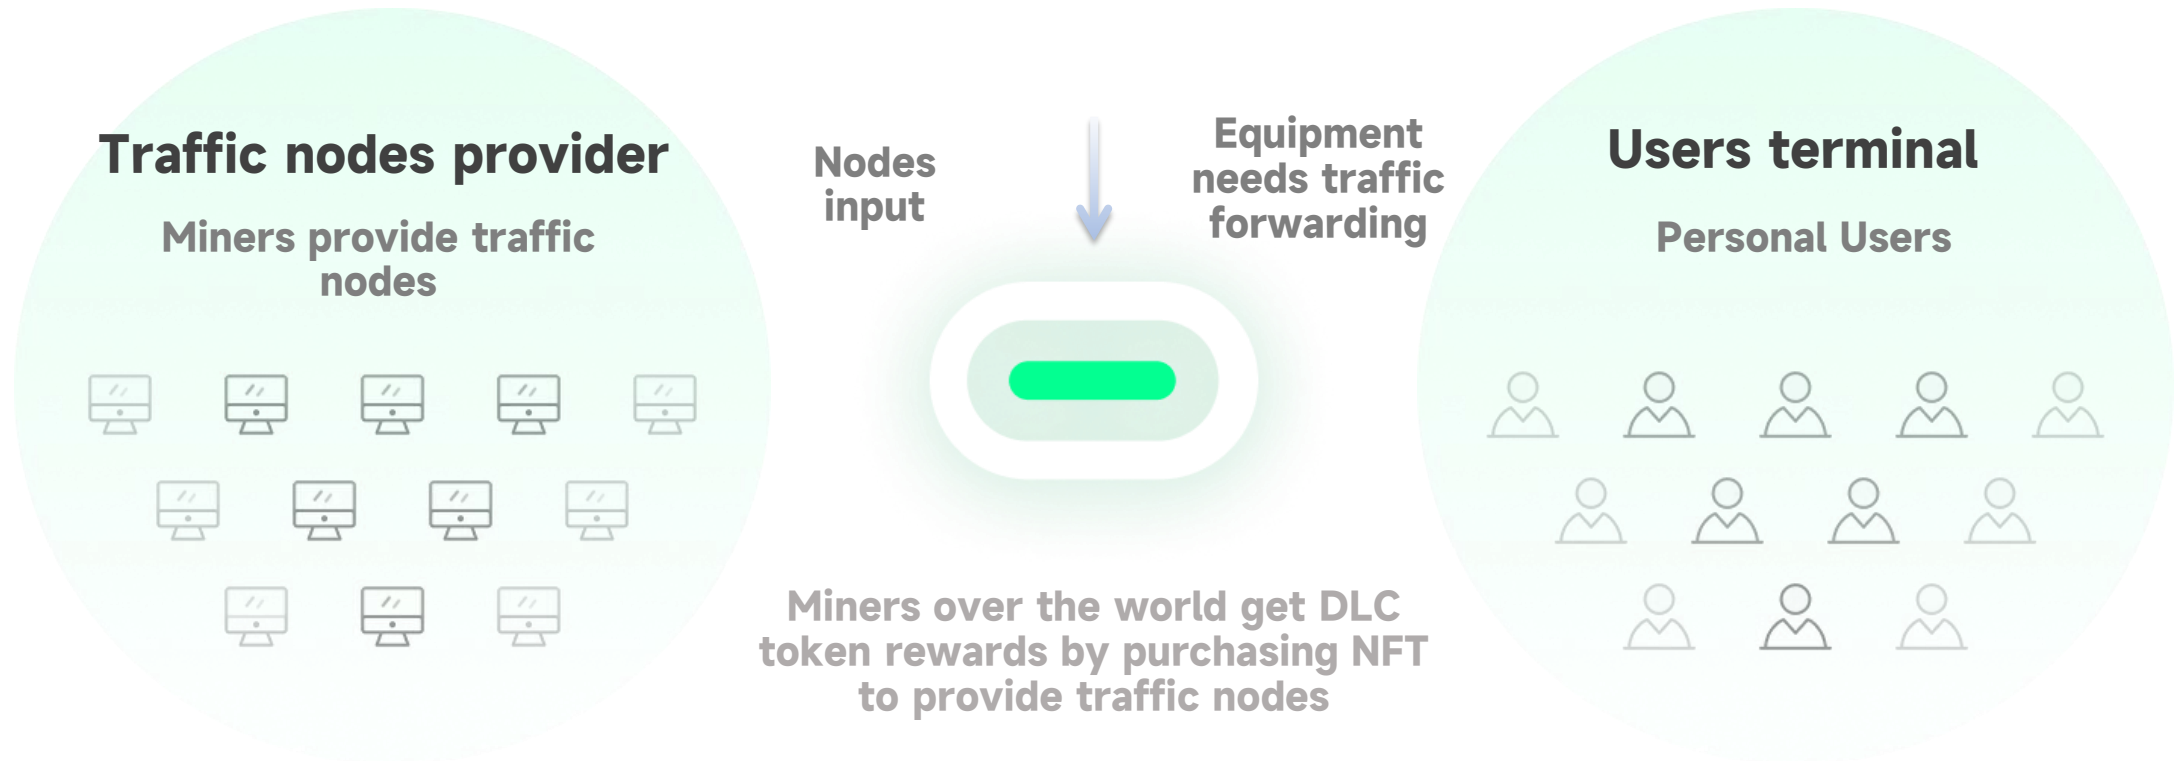 Traffic nodes provider
Miners provide traffic
nodes
Nodes
input
Equipment
needs traffic
forwarding
Users terminal
Personal Users
Miners over the world get DLC
token rewards by purchasing NFT
to provide traffic nodes